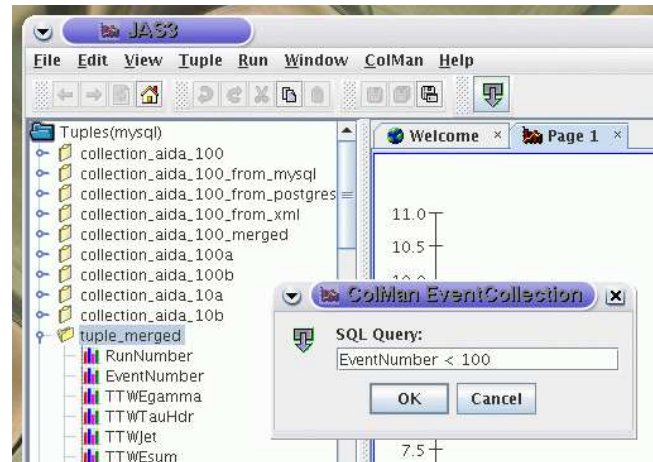 JAS3
File Edit View Tuple Run Window ColMan Help
Tuples(mysql)
collection_aida_100
collection_aida_100_from_mysql
collection_aida_100_from_postgres
collection_aida_100_from_xml
collection_aida_100_merged
collection_aida_100a
collection_aida_100b
collection_aida_10a
collection_aida_10b
tuple_merged
RunNumber
EventNumber
TTWEgamma
TTWTauHdr
TTWJet
TTWEsum
Welcome × Page 1 ×
11.0
10.5
ColMan EventCollection
SQL Query:
EventNumber < 100
OK Cancel
7.5